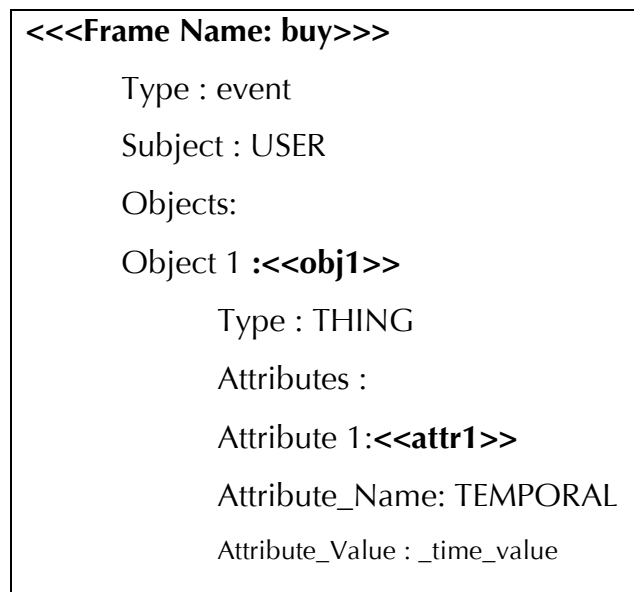 <<<Frame Name: buy>>>
Type : event
Subject : USER
Objects:
Object 1 :<<obj1>>
Type : THING
Attributes :
Attribute 1:<<attr1>>
Attribute_Name: TEMPORAL
Attribute_Value : _time_value